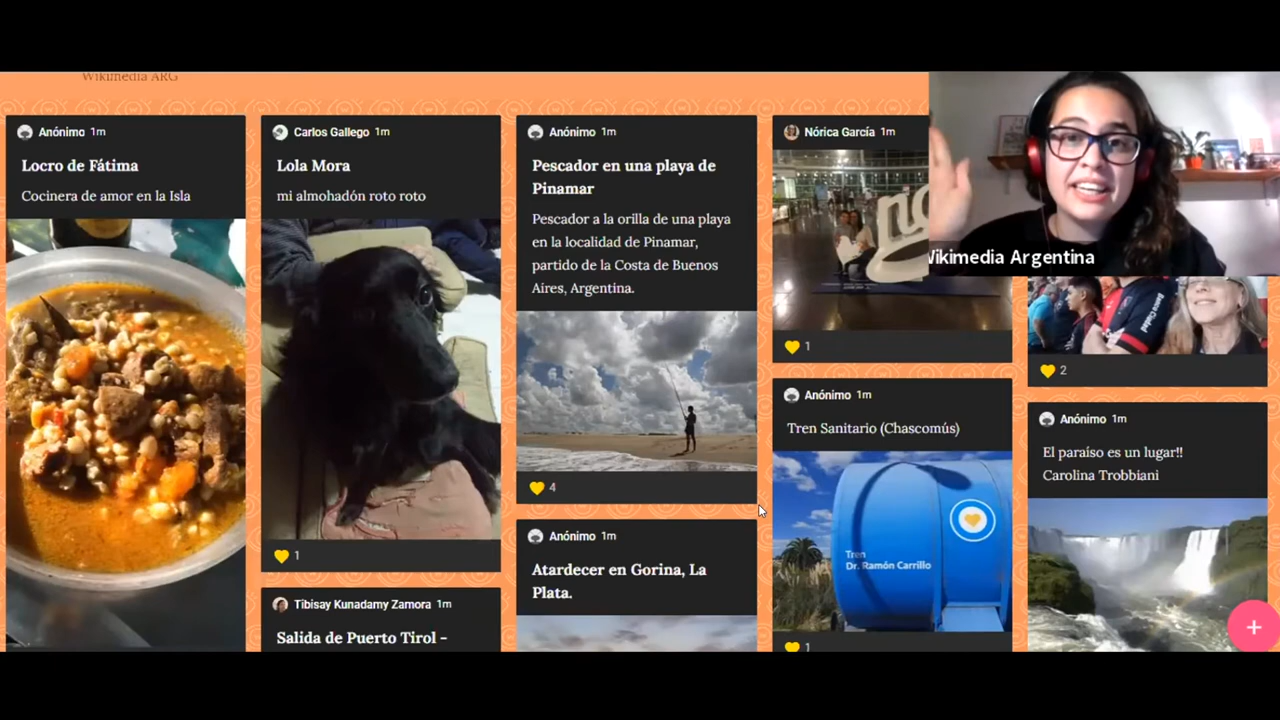 Wikimedia ARG
Anónimo 1m
Locro de Fátima
Cocinera de amor en la Isla
Carlos Gallego 1m
Lola Mora
mi almohadón roto roto
1
Tibisay Kunadamy Zamora 1m
Salida de Puerto Tirol -
Anónimo 1m
Pescador en una playa de
Pinamar
Pescador a la orilla de una playa
en la localidad de Pinamar,
partido de la Costa de Buenos
Aires, Argentina.
4
Anónimo 1m
Atardecer en Gorina, La
Plata.
Nórica García 1m
1
Anónimo 1m
Tren Sanitario (Chascomús)
Tren
Dr. Ramón Carrillo
1
Wikimedia Argentina
Banco Ciudad
2
Anónimo 1m
El paraíso es un lugar!!
Carolina Trobbiani
+